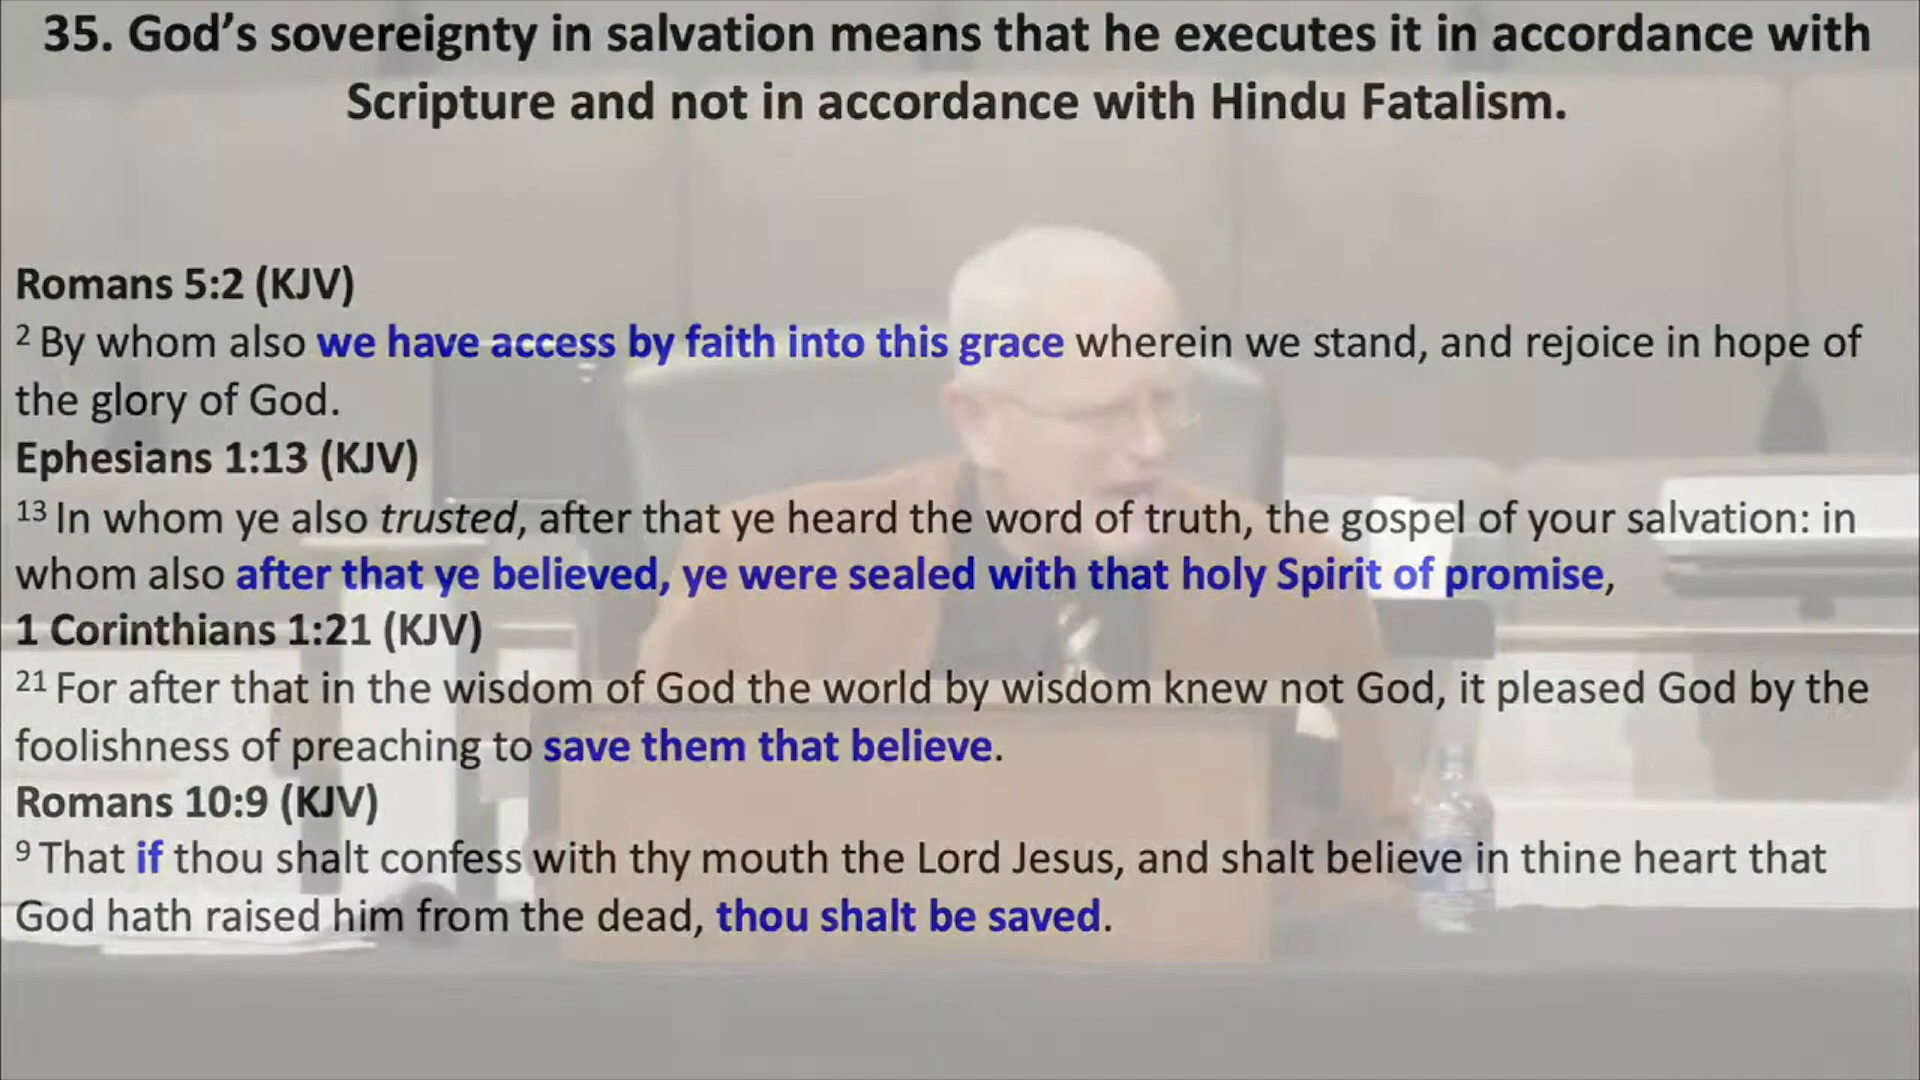 35. God’s sovereignty in salvation means that he executes it in accordance with
Scripture and not in accordance with Hindu Fatalism.
Romans 5:2 (KJV)
2 By whom also we have access by faith into this grace wherein we stand, and rejoice in hope of
the glory of God.
Ephesians 1:13 (KJV)
13 In whom ye also trusted, after that ye heard the word of truth, the gospel of your salvation: in
whom also after that ye believed, ye were sealed with that holy Spirit of promise,
1 Corinthians 1:21 (KJV)
21 For after that in the wisdom of God the world by wisdom knew not God, it pleased God by the
foolishness of preaching to save them that believe.
Romans 10:9 (KJV)
9 That if thou shalt confess with thy mouth the Lord Jesus, and shalt believe in thine heart that
God hath raised him from the dead, thou shalt be saved.